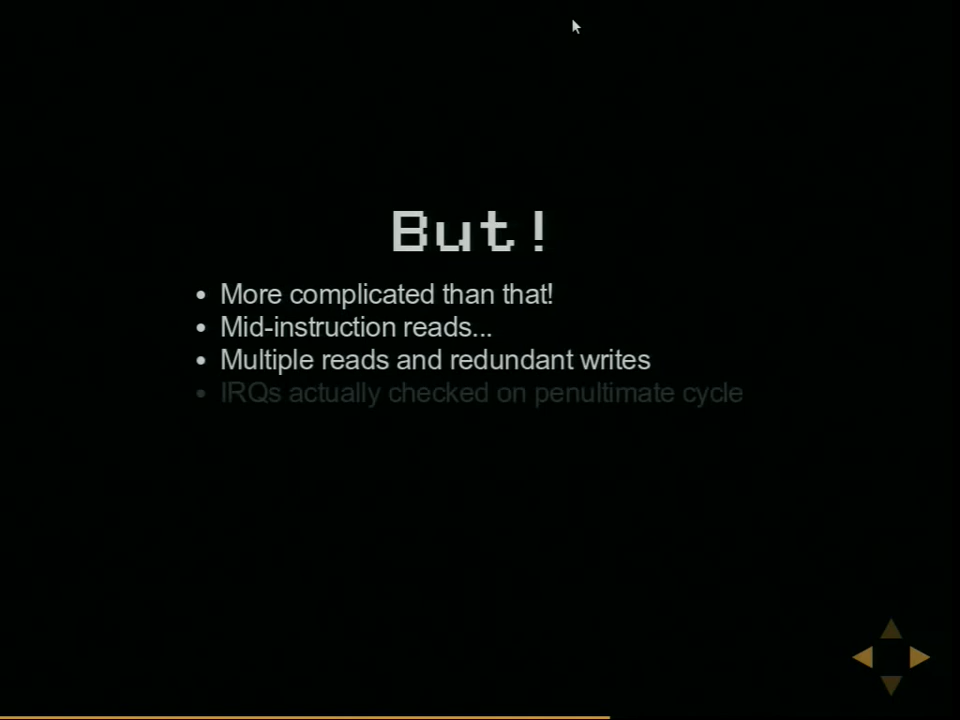 But!
• More complicated than that!
• Mid-instruction reads...
• Multiple reads and redundant writes
• IRQs actually checked on penultimate cycle